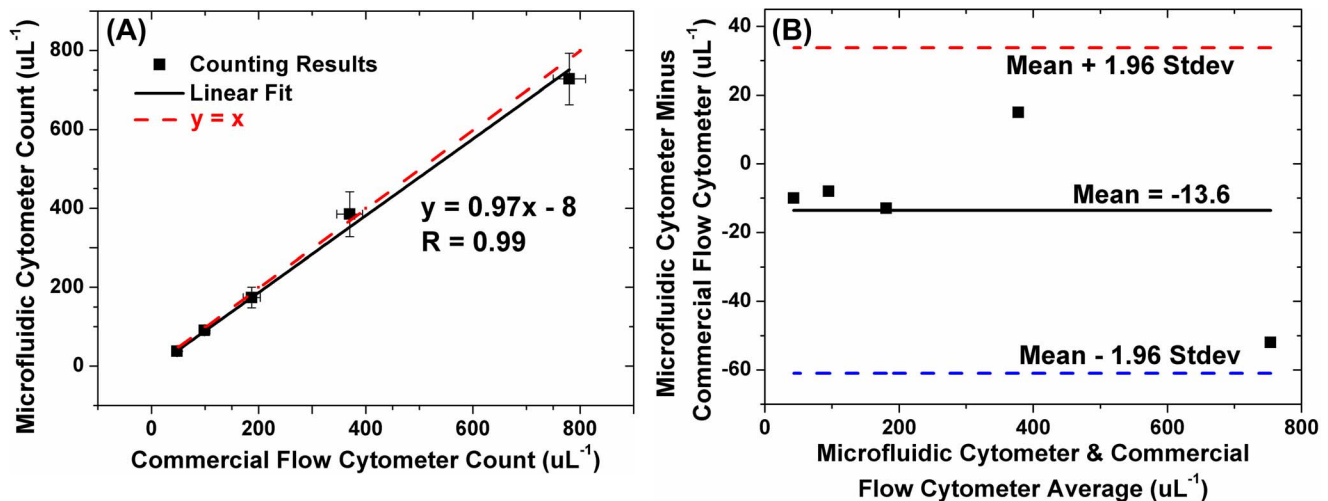 (A)
Microfluidic Cytometer Count (uL-1)
800
600
400
200
0
Counting Results
Linear Fit
y = x
y = 0.97x - 8
R = 0.99
0 200 400 600 800
Commercial Flow Cytometer Count (uL-1)
(B)
Microfluidic Cytometer Minus
Commercial Flow Cytometer (uL-1)
40
20
0
-20
-40
-60
Mean + 1.96 Stdev
Mean = -13.6
Mean - 1.96 Stdev
0 200 400 600 800
Microfluidic Cytometer & Commercial
Flow Cytometer Average (uL-1)